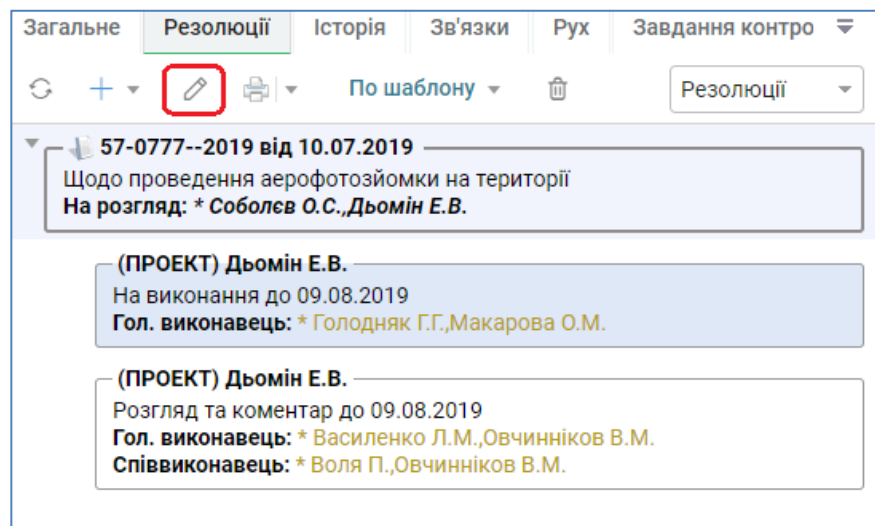 Загальне Резолюції Історія Зв'язки Рух Завдання контро
По шаблону Резолюції
57-0777--2019 від 10.07.2019
Щодо проведення аерофотозйомки на території
На розгляд: * Соболєв О.С.,Дьомін Е.В.
(ПРОЕКТ) Дьомін Е.В.
На виконання до 09.08.2019
Гол. виконавець: * Голодняк Г.Г.,Макарова О.М.
(ПРОЕКТ) Дьомін Е.В.
Розгляд та коментар до 09.08.2019
Гол. виконавець: * Василенко Л.М.,Овчинніков В.М.
Співвиконавець: * Воля П.,Овчинніков В.М.